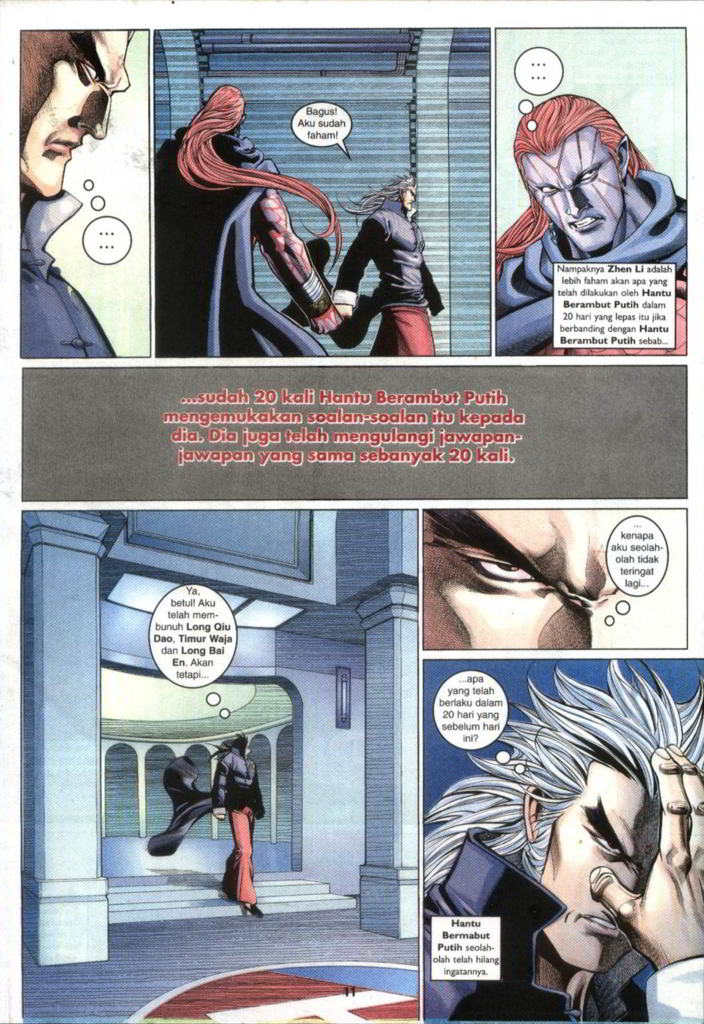 ...
...
Bagus!
Aku sudah
faham!
...
...
Nampaknya Zhen Li adalah
lebih faham akan apa yang
telah dilakukan oleh Hantu
Berambut Putih dalam
20 hari yang lepas itu jika
berbanding dengan Hantu
Berambut Putih sebab...
...sudah 20 kali Hantu Berambut Putih
mengemukakan soalan-soalan itu kepada
dia. Dia juga telah mengulangi jawapan-
jawapan yang sama sebanyak 20 kali.
Ya,
betul! Aku
telah mem-
bunuh Long Qiu
Dao, Timur Waja
dan Long Bai
En. Akan
tetapi...
...
kenapa
aku seolah-
olah tidak
teringat
lagi...
...apa
yang telah
berlaku dalam
20 hari yang
sebelum hari
ini?
Hantu
Bermabut
Putih seolah-
olah telah hilang
ingatannya.
11